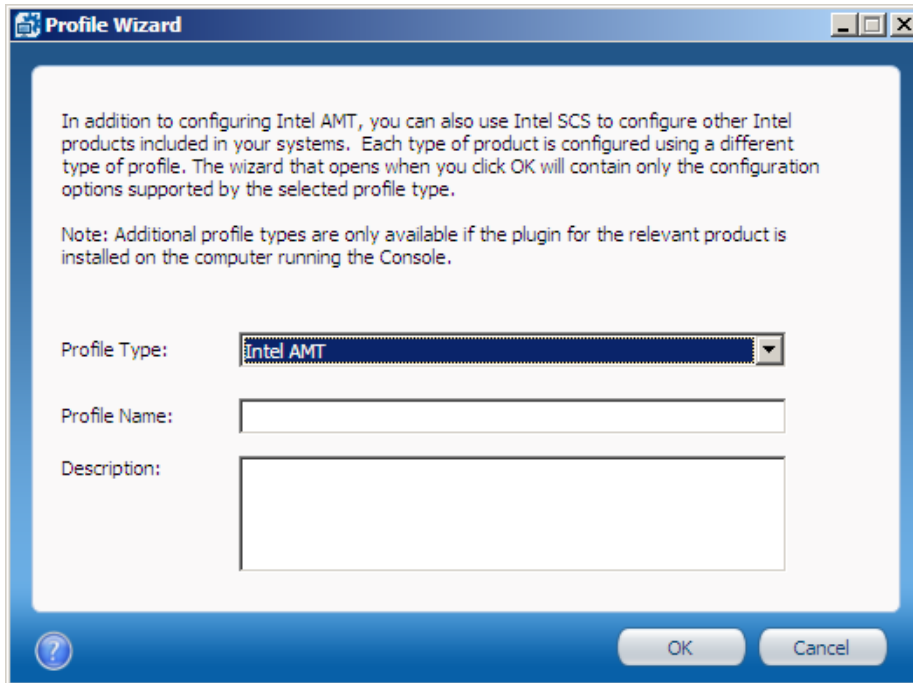 Profile Wizard
In addition to configuring Intel AMT, you can also use Intel SCS to configure other Intel
products included in your systems.  Each type of product is configured using a different
type of profile. The wizard that opens when you click OK will contain only the configuration
options supported by the selected profile type.
Note: Additional profile types are only available if the plugin for the relevant product is
installed on the computer running the Console.
Profile Type:
Intel AMT
Profile Name:
Description:
?
OK
Cancel